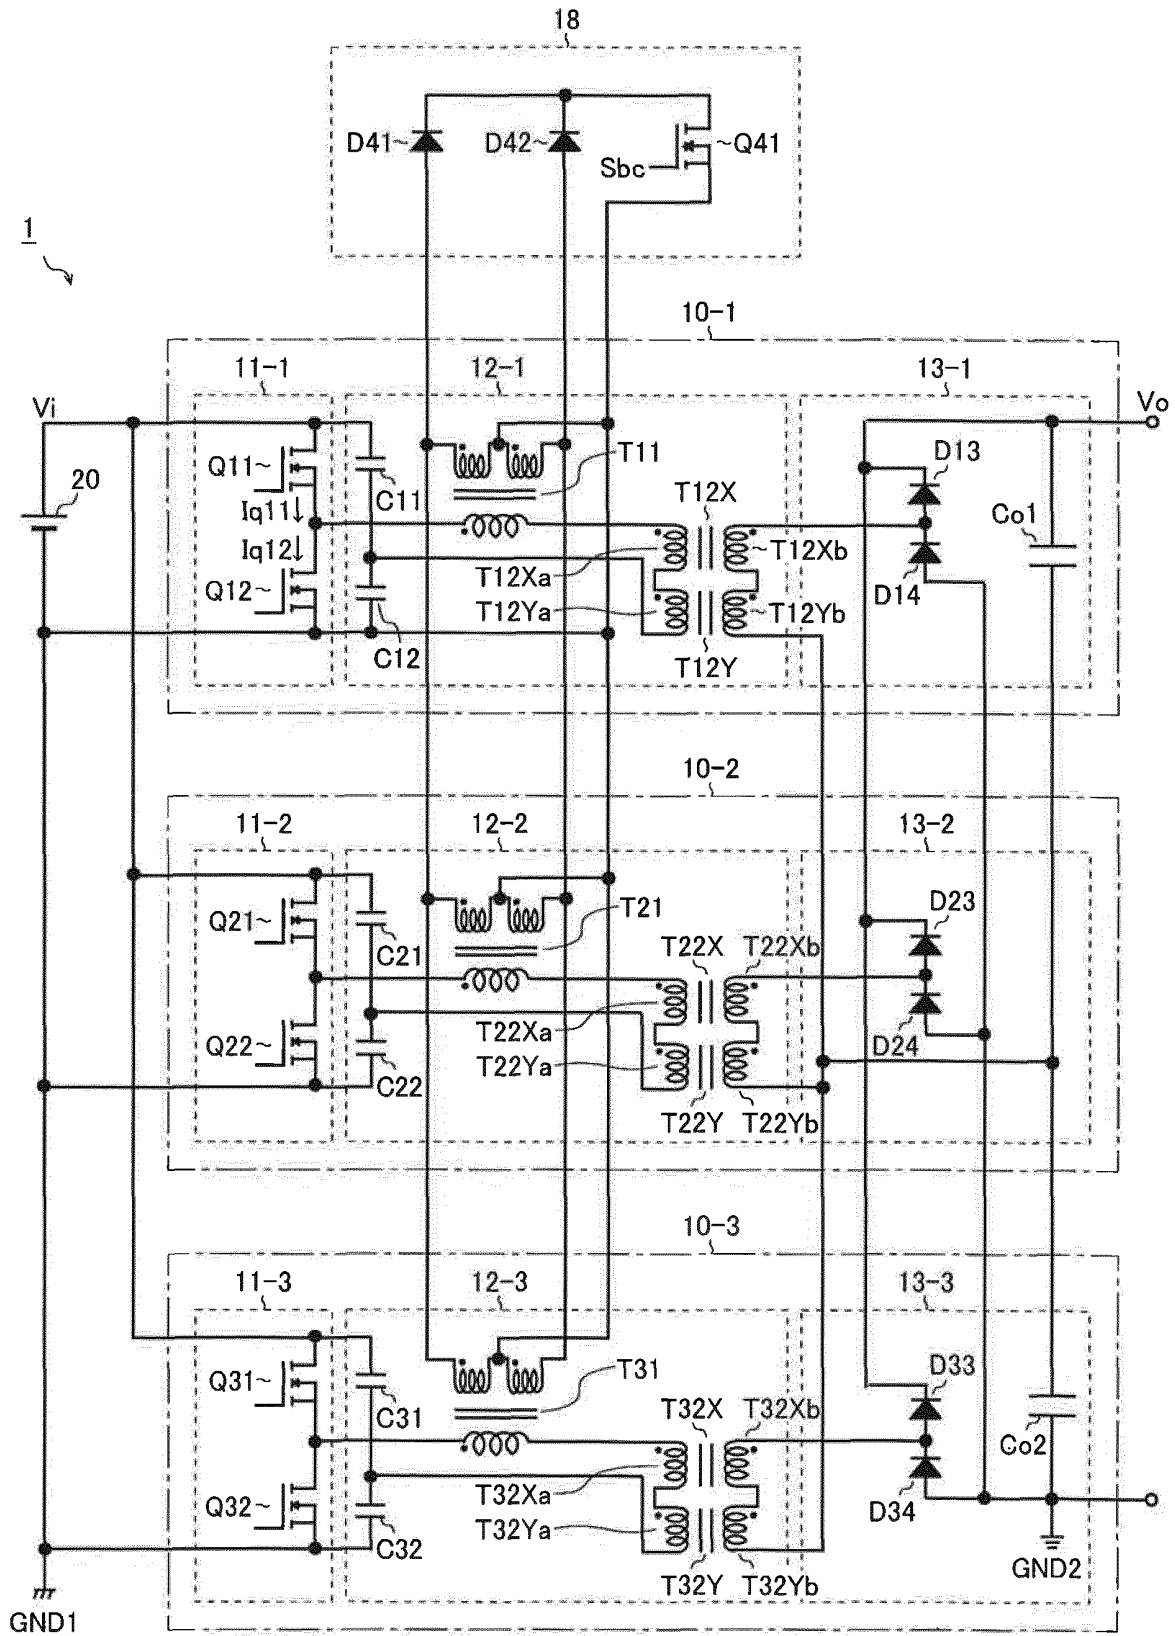 18
D41
D42
Q41
Sbc
1
10-1
11-1
12-1
13-1
Vi
Vo
T11
D13
Q11
20
C11
T12X
Co1
Iq11↓
Iq12↓
T12Xa
T12Xb
Q12
T12Ya
T12Yb
D14
C12
T12Y
10-2
11-2
12-2
13-2
Q21
T21
D23
C21
T22X
T22Xb
T22Xa
Q22
T22Ya
D24
C22
T22Y
T22Yb
10-3
11-3
12-3
13-3
Q31
T31
D33
C31
T32X
T32Xb
Co2
T32Xa
Q32
T32Ya
D34
C32
T32Y
T32Yb
GND2
GND1